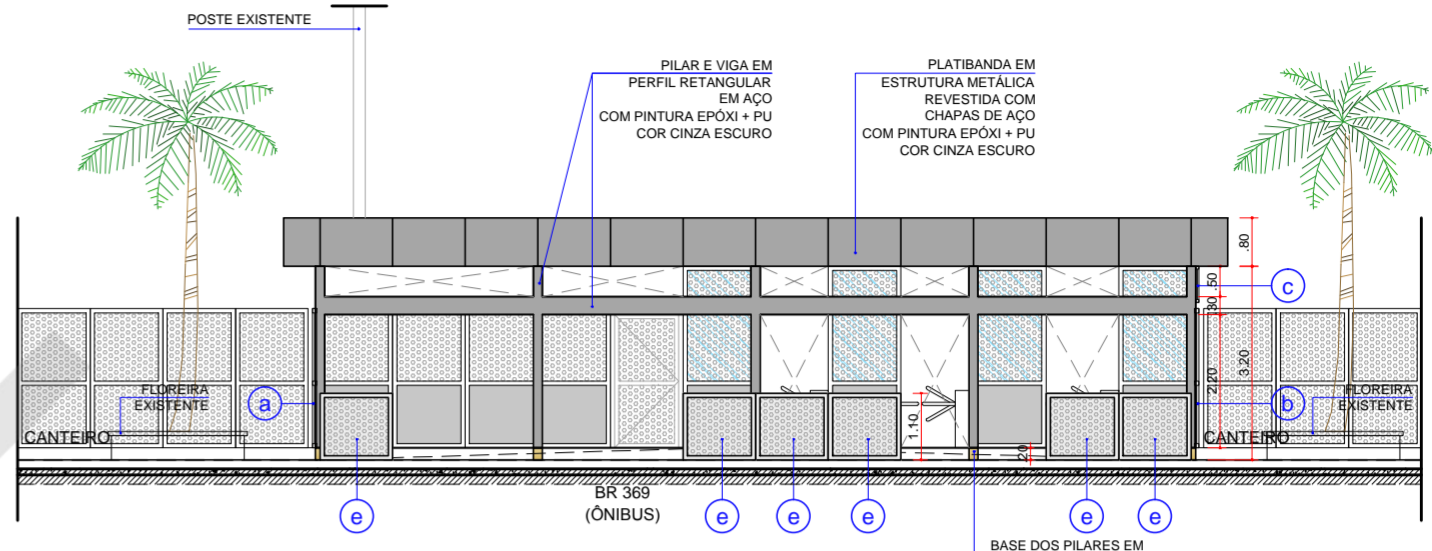 POSTE EXISTENTE
PILAR E VIGA EM
PERFIL RETANGULAR
EM AÇO
COM PINTURA EPÓXI + PU
COR CINZA ESCURO
PLATIBANDA EM
ESTRUTURA METÁLICA
REVESTIDA COM
CHAPAS DE AÇO
COM PINTURA EPÓXI + PU
COR CINZA ESCURO
.80
.50
c
.30
3.20
2.20
FLOREIRA
EXISTENTE
a
b
FLOREIRA
EXISTENTE
1.10
CANTEIRO
CANTEIRO
.20
BR 369
(ÔNIBUS)
e
e
e
e
e
e
BASE DOS PILARES EM